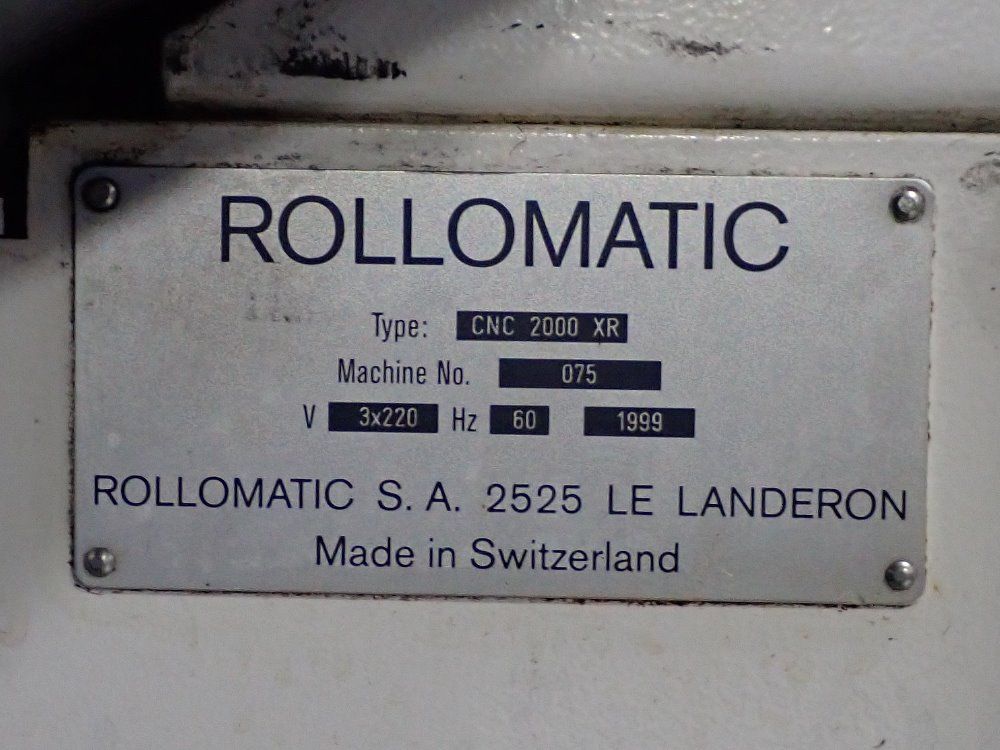 ROLLOMATIC
Type: CNC 2000 XR
Machine No. 075
V 3x220 Hz 60 1999
ROLLOMATIC S. A. 2525 LE LANDERON
Made in Switzerland